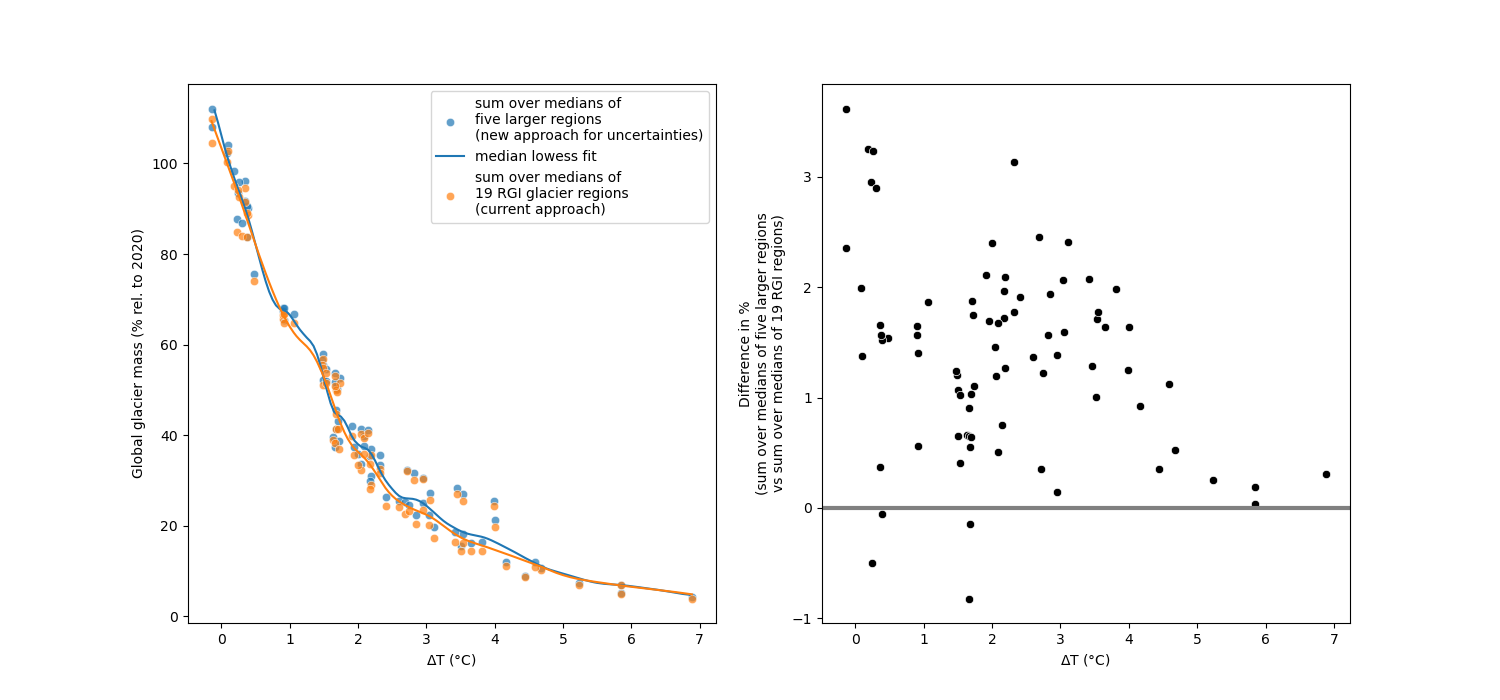 sum over medians of
five larger regions
(new approach for uncertainties)
median lowess fit
sum over medians of
19 RGI glacier regions
(current approach)
Global glacier mass (% rel. to 2020)
100
80
60
40
20
0
0 1 2 3 4 5 6 7
ΔT (°C)
Difference in %
(sum over medians of five larger regions
vs sum over medians of 19 RGI regions)
3
2
1
0
−1
0 1 2 3 4 5 6 7
ΔT (°C)